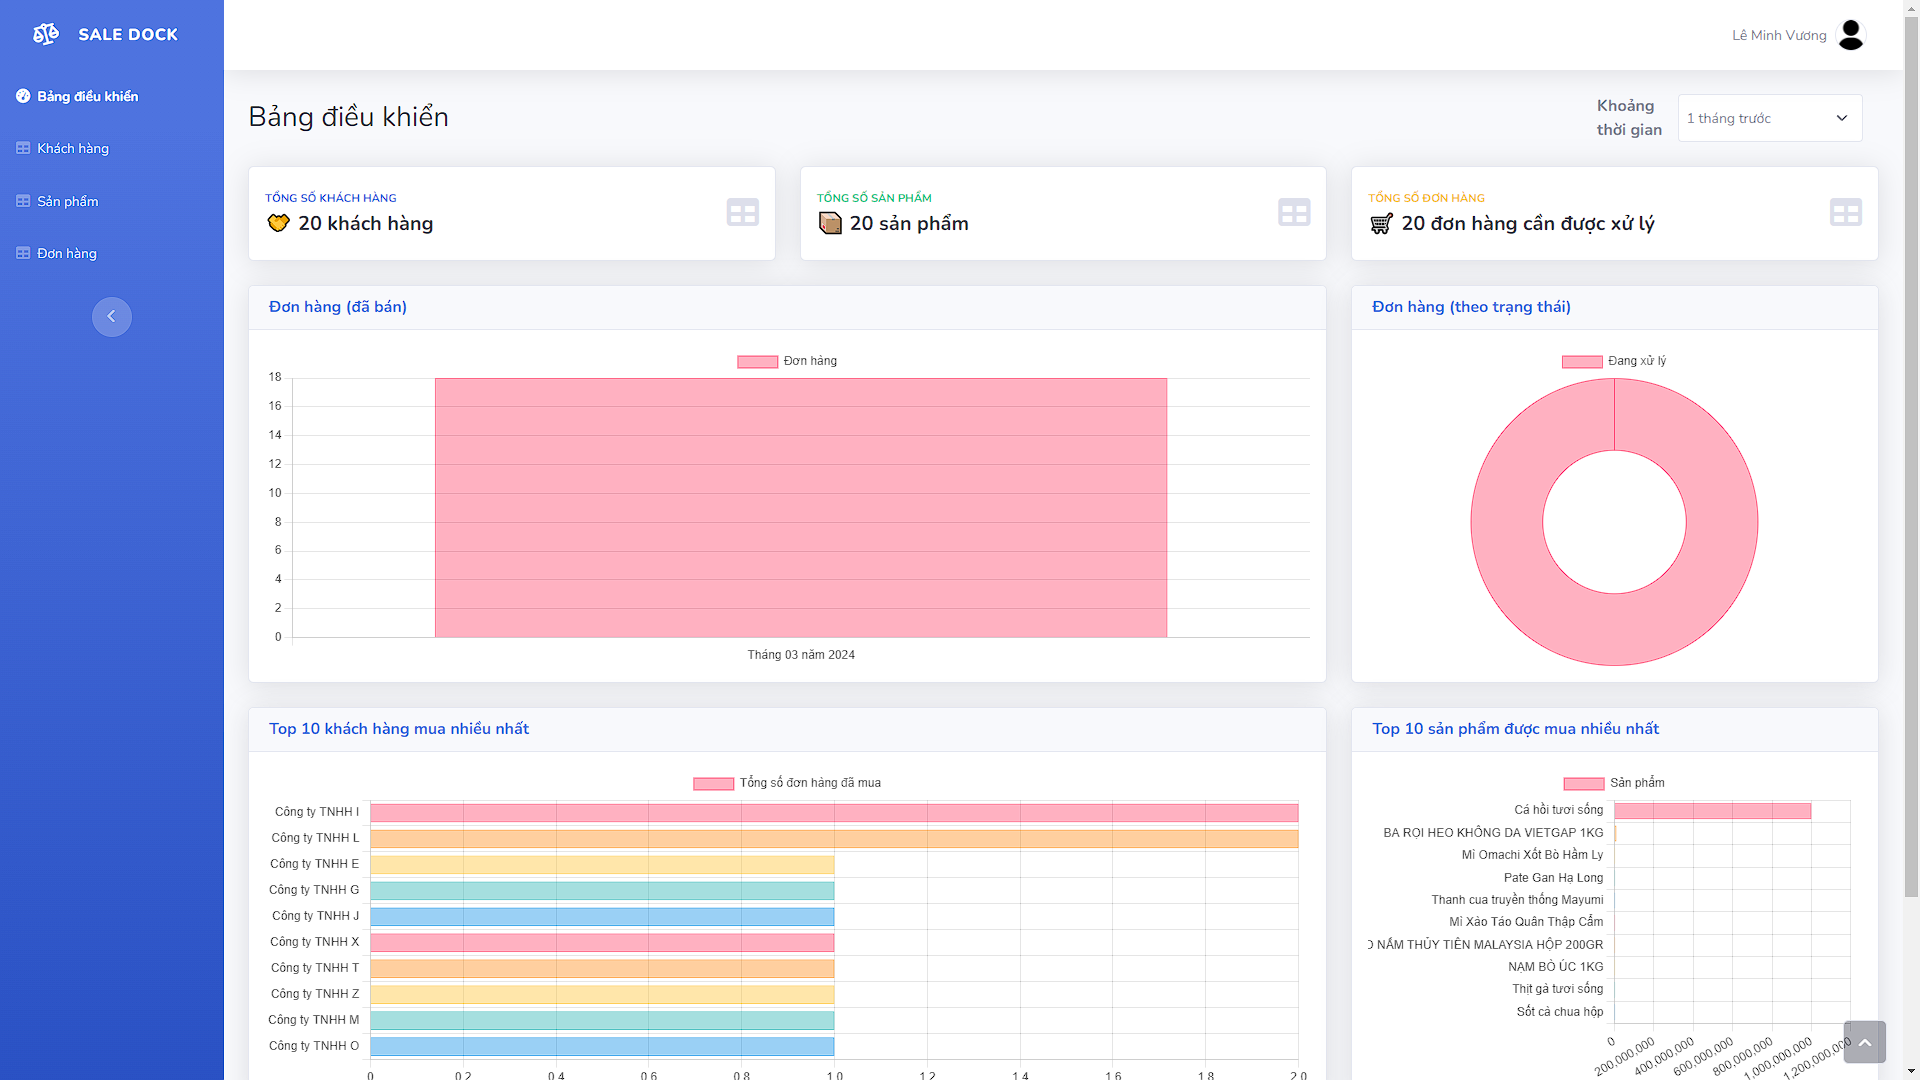 SALE DOCK
Lê Minh Vương
Bảng điều khiển
Khách hàng
Sản phẩm
Đơn hàng
Bảng điều khiển
Khoảng
thời gian
1 tháng trước
TỔNG SỐ KHÁCH HÀNG
20 khách hàng
TỔNG SỐ SẢN PHẨM
20 sản phẩm
TỔNG SỐ ĐƠN HÀNG
20 đơn hàng cần được xử lý
Đơn hàng (đã bán)
Đơn hàng
18
16
14
12
10
8
6
4
2
0
Tháng 03 năm 2024
Đơn hàng (theo trạng thái)
Đang xử lý
Top 10 khách hàng mua nhiều nhất
Tổng số đơn hàng đã mua
Công ty TNHH I
Công ty TNHH L
Công ty TNHH E
Công ty TNHH G
Công ty TNHH J
Công ty TNHH X
Công ty TNHH T
Công ty TNHH Z
Công ty TNHH M
Công ty TNHH O
0 0.2 0.4 0.6 0.8 1.0 1.2 1.4 1.6 1.8 2.0
Top 10 sản phẩm được mua nhiều nhất
Sản phẩm
Cá hồi tươi sống
BA RỌI HEO KHÔNG DA VIETGAP 1KG
Mì Omachi Xốt Bò Hầm Ly
Pate Gan Hạ Long
Thanh cua truyền thống Mayumi
Mì Xào Táo Quân Thập Cẩm
NẤM THỦY TIÊN MALAYSIA HỘP 200GR
NẠM BÒ ÚC 1KG
Thịt gà tươi sống
Sốt cà chua hộp
0 200,000,000 400,000,000 600,000,000 800,000,000 1,000,000,000 1,200,000,000